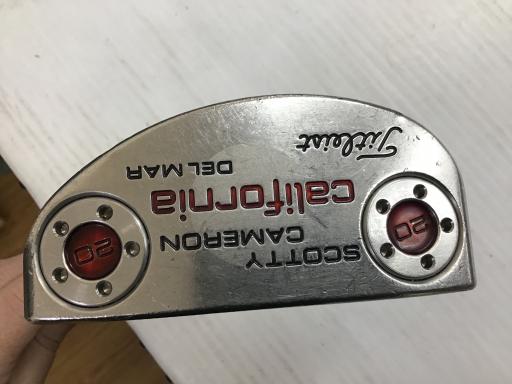 SCOTTY
CAMERON
california
DEL MAR
Titleist
20
20